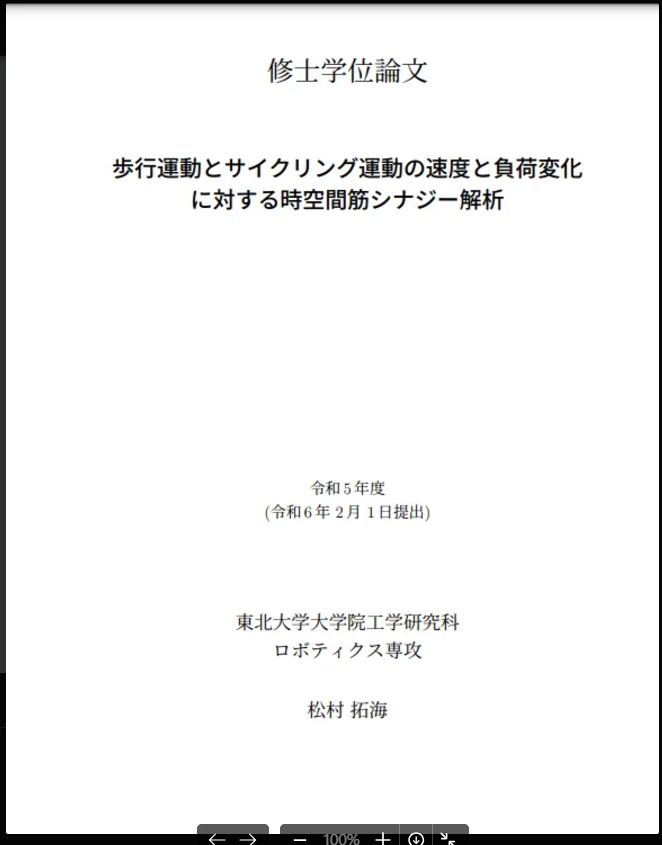 修士学位論文
歩行運動とサイクリング運動の速度と負荷変化
に対する時空間筋シナジー解析
令和5年度
(令和6年 2月 1日提出)
東北大学大学院工学研究科
ロボティクス専攻
松村 拓海
100%